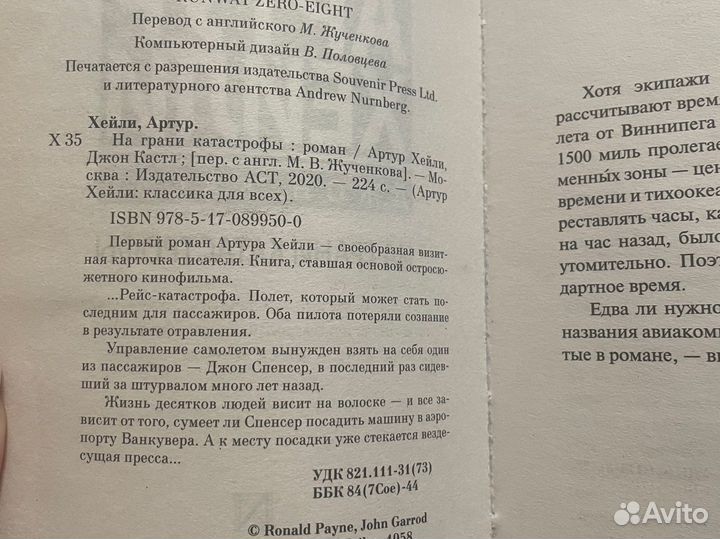 RUNWAY ZERO-EIGHT
Перевод с английского М. Жученкова
Компьютерный дизайн В. Половцева
Печатается с разрешения издательства Souvenir Press Ltd.
и литературного агентства Andrew Nurnberg.
Хейли, Артур.
Х 35 На грани катастрофы : роман / Артур Хейли,
Джон Кастл ; [пер. с англ. М. В. Жученкова]. — Мо-
сква : Издательство АСТ, 2020. — 224 с. — (Артур
Хейли: классика для всех).
ISBN 978-5-17-089950-0
Первый роман Артура Хейли — своеобразная визит-
ная карточка писателя. Книга, ставшая основой остросю-
жетного кинофильма.
...Рейс-катастрофа. Полет, который может стать по-
следним для пассажиров. Оба пилота потеряли сознание
в результате отравления.
Управление самолетом вынужден взять на себя один
из пассажиров — Джон Спенсер, в последний раз сидев-
ший за штурвалом много лет назад.
Жизнь десятков людей висит на волоске — и все за-
висит от того, сумеет ли Спенсер посадить машину в аэро-
порту Ванкувера. А к месту посадки уже стекается везде-
сущая пресса...
УДК 821.111-31(73)
ББК 84(7Сое)-44
© Ronald Payne, John Garrod
1958
Хотя экипажи
рассчитывают врем
лета от Виннипега
1500 миль пролегае
менны́х зоны — цен
времени и тихоокеа
реставлять часы, ка
на час назад, было
утомительно. Поэт
дартное время.
Едва ли нужно
названия авиакомп
тые в романе, — вы
Avito